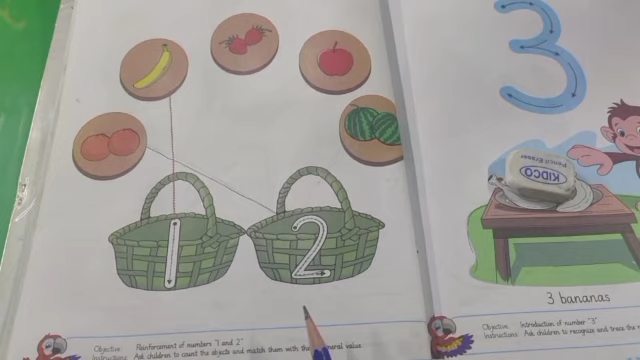 1
2
Objective: Reinforcement of numbers "1 and 2"
Instructions: Ask children to count the objects and match them with the numeral value
3
Pencil Eraser
KIDCO
3 bananas
Objective: Introduction of number "3"
Instructions: Ask children to recognize and trace the